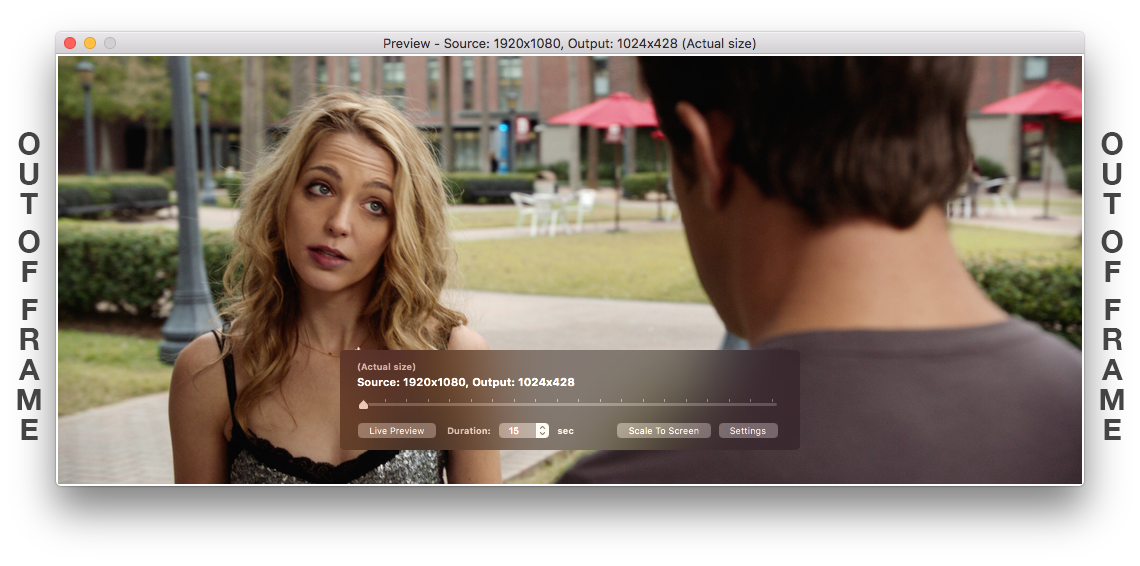 Preview - Source: 1920x1080, Output: 1024x428 (Actual size)
OUT OF FRAME
OUT OF FRAME
(Actual size)
Source: 1920x1080, Output: 1024x428
Live Preview Duration: 15 sec Scale To Screen Settings